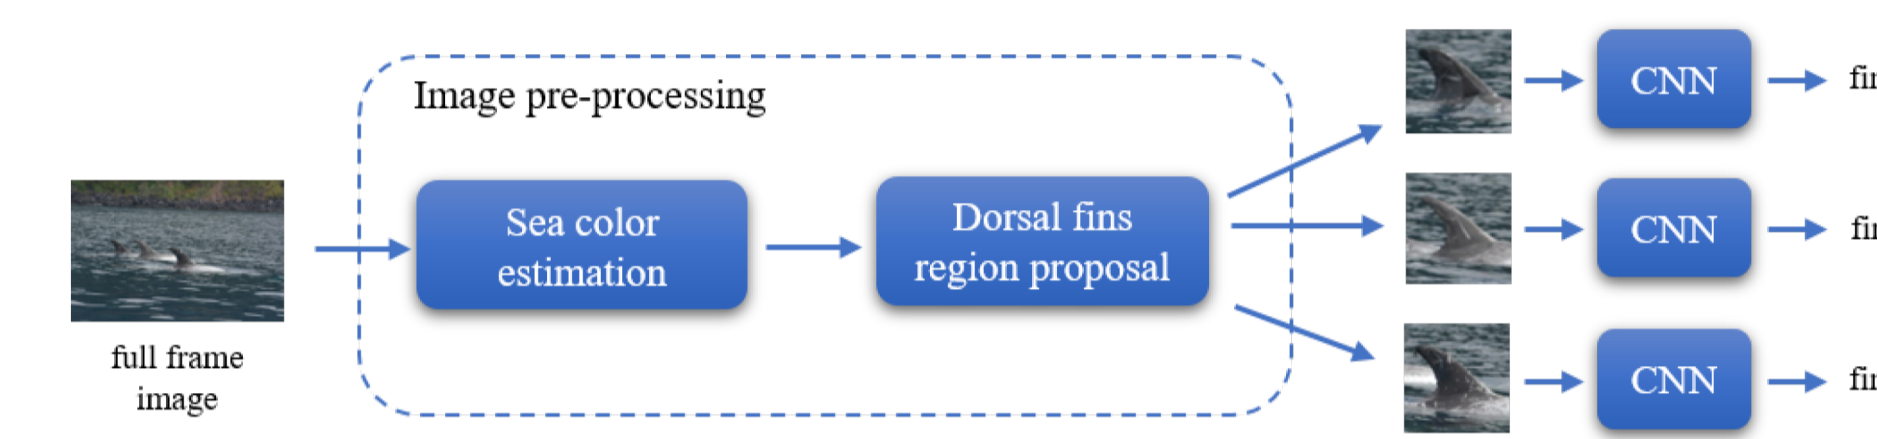 Image pre-processing
full frame
image
Sea color
estimation
Dorsal fins
region proposal
CNN
CNN
CNN